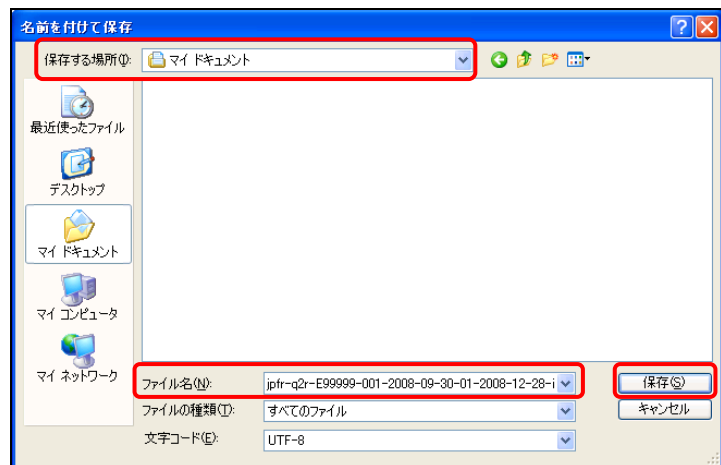 名前を付けて保存
保存する場所(I):
マイ ドキュメント
最近使ったファイル
デスクトップ
マイ ドキュメント
マイ コンピュータ
マイ ネットワーク
ファイル名(N):
jpfr-q2r-E99999-001-2008-09-30-01-2008-12-28-i
保存(S)
ファイルの種類(T):
すべてのファイル
キャンセル
文字コード(E):
UTF-8